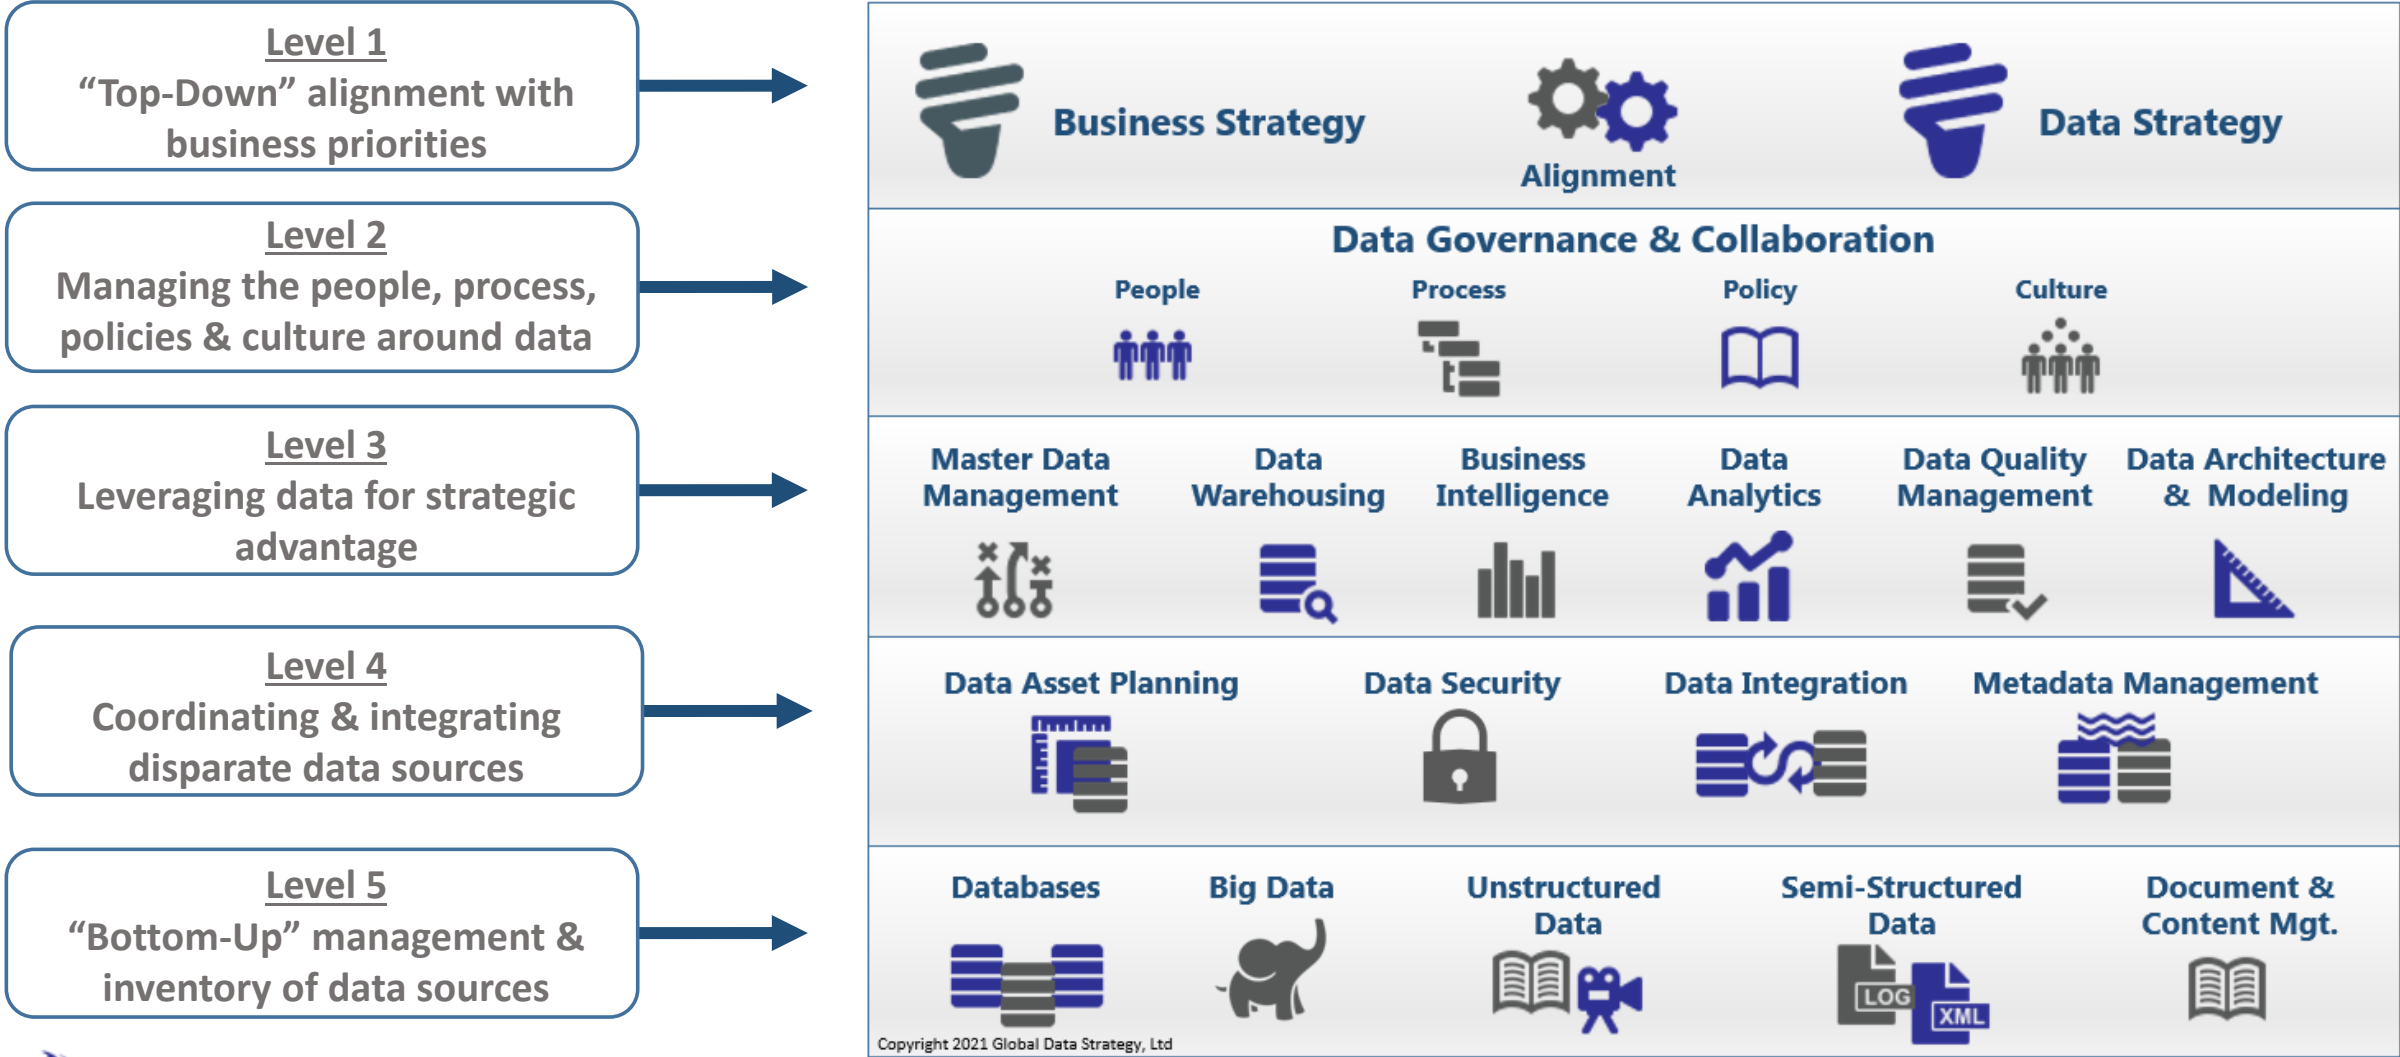 Level 1
“Top-Down” alignment with
business priorities
Business Strategy
Alignment
Data Strategy
Level 2
Managing the people, process,
policies & culture around data
Data Governance & Collaboration
People
Process
Policy
Culture
Level 3
Leveraging data for strategic
advantage
Master Data
Management
Data
Warehousing
Business
Intelligence
Data
Analytics
Data Quality
Management
Data Architecture
& Modeling
Level 4
Coordinating & integrating
disparate data sources
Data Asset Planning
Data Security
Data Integration
Metadata Management
Level 5
“Bottom-Up” management &
inventory of data sources
Databases
Big Data
Unstructured
Data
Semi-Structured
Data
LOG
XML
Document &
Content Mgt.
Copyright 2021 Global Data Strategy, Ltd